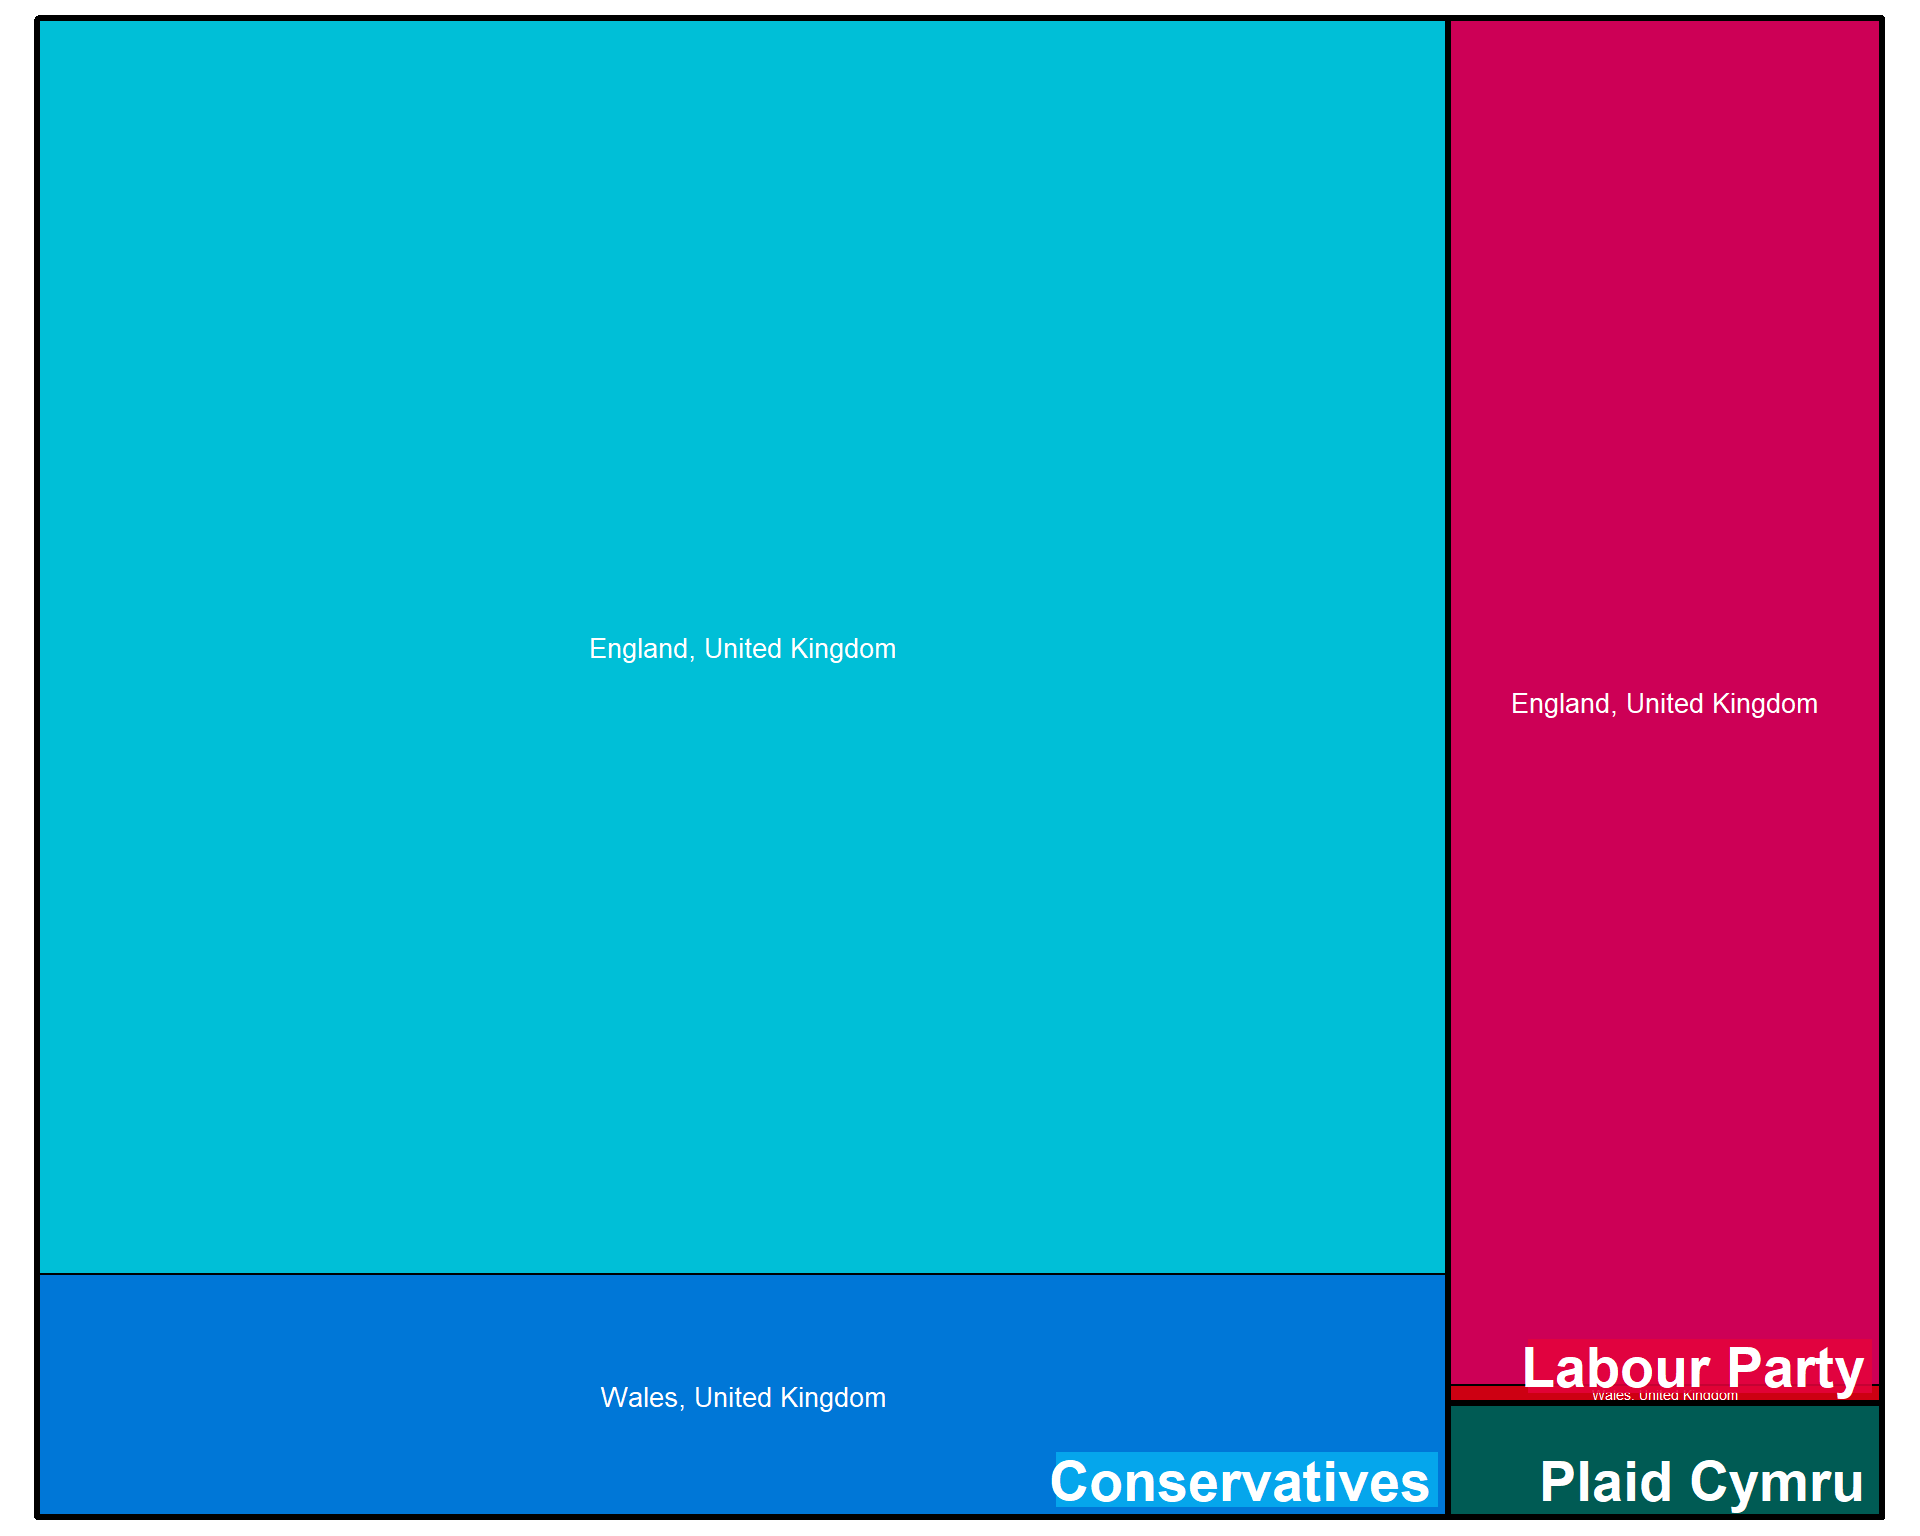 England, United Kingdom
England, United Kingdom
Labour Party
Wales, United Kingdom
Wales, United Kingdom
Conservatives
Plaid Cymru